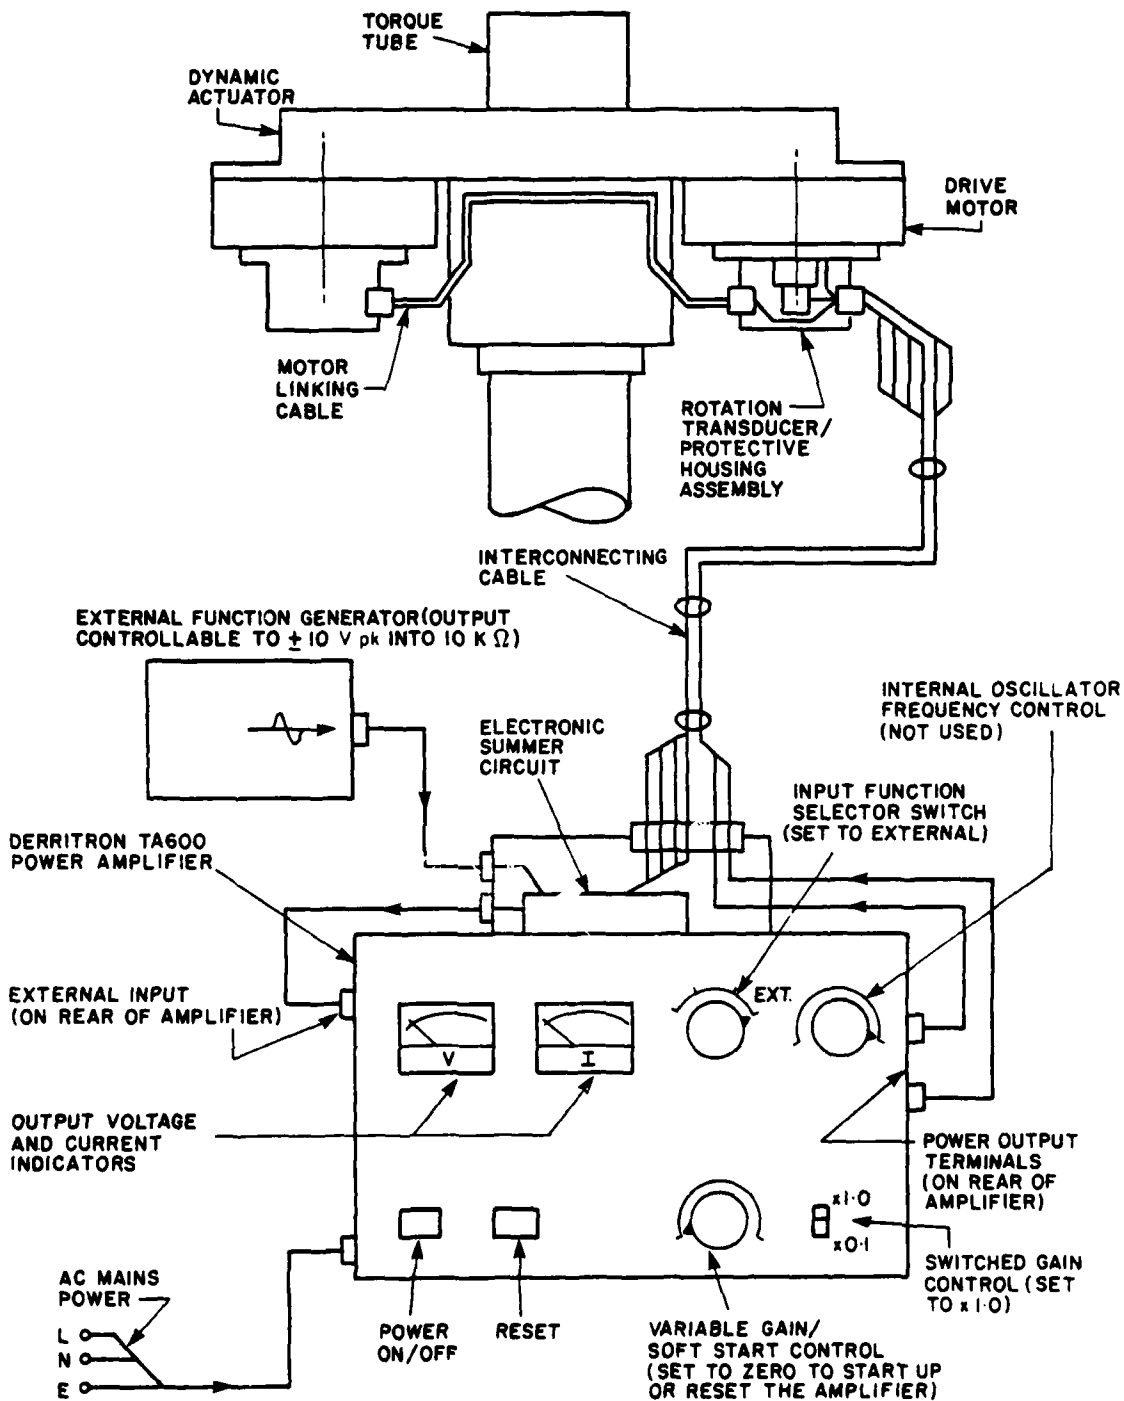 TORQUE
TUBE
DYNAMIC
ACTUATOR
DRIVE
MOTOR
MOTOR
LINKING
CABLE
ROTATION
TRANSDUCER/
PROTECTIVE
HOUSING
ASSEMBLY
INTERCONNECTING
CABLE
EXTERNAL FUNCTION GENERATOR(OUTPUT
CONTROLLABLE TO ± 10 V pk INTO 10 K Ω)
INTERNAL OSCILLATOR
FREQUENCY CONTROL
(NOT USED)
ELECTRONIC
SUMMER
CIRCUIT
INPUT FUNCTION
SELECTOR SWITCH
(SET TO EXTERNAL)
DERRITRON TA600
POWER AMPLIFIER
EXTERNAL INPUT
(ON REAR OF AMPLIFIER)
EXT.
V
I
OUTPUT VOLTAGE
AND CURRENT
INDICATORS
POWER OUTPUT
TERMINALS
(ON REAR OF
AMPLIFIER)
x1·0
x0·1
SWITCHED GAIN
CONTROL (SET
TO x 1·0)
AC MAINS
POWER
L
N
E
POWER
ON/OFF
RESET
VARIABLE GAIN/
SOFT START CONTROL
(SET TO ZERO TO START UP
OR RESET THE AMPLIFIER)